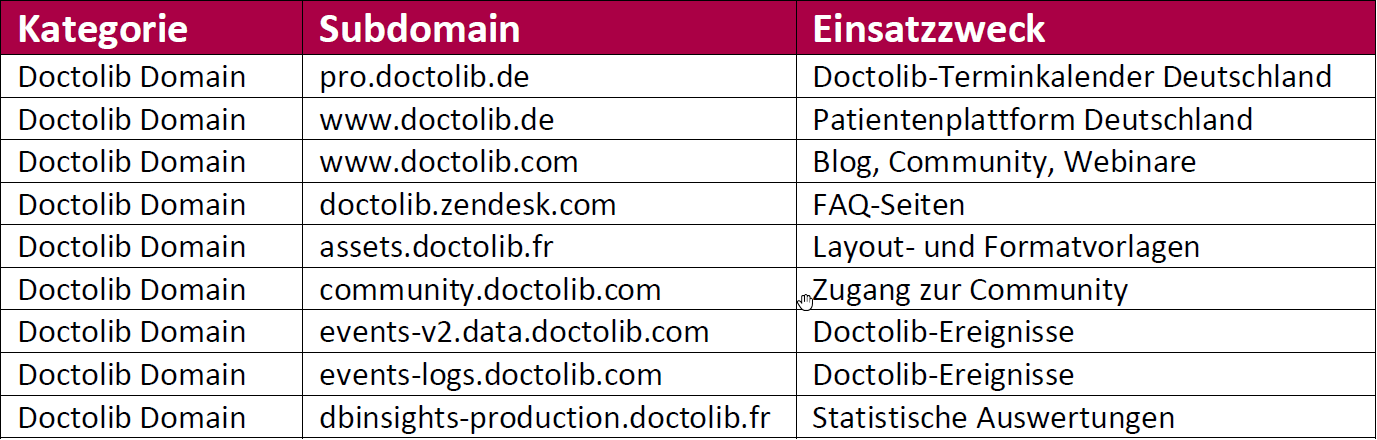 Kategorie Subdomain Einsatzzweck
Doctolib Domain pro.doctolib.de Doctolib-Terminkalender Deutschland
Doctolib Domain www.doctolib.de Patientenplattform Deutschland
Doctolib Domain www.doctolib.com Blog, Community, Webinare
Doctolib Domain doctolib.zendesk.com FAQ-Seiten
Doctolib Domain assets.doctolib.fr Layout- und Formatvorlagen
Doctolib Domain community.doctolib.com Zugang zur Community
Doctolib Domain events-v2.data.doctolib.com Doctolib-Ereignisse
Doctolib Domain events-logs.doctolib.com Doctolib-Ereignisse
Doctolib Domain dbinsights-production.doctolib.fr Statistische Auswertungen